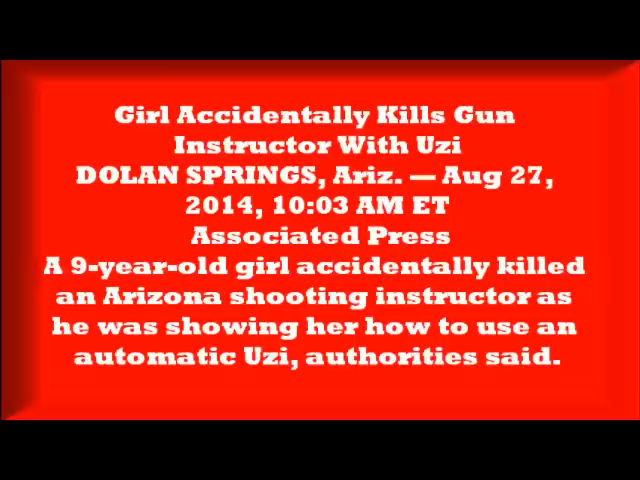 Girl Accidentally Kills Gun
Instructor With Uzi
DOLAN SPRINGS, Ariz. — Aug 27,
2014, 10:03 AM ET
Associated Press
A 9-year-old girl accidentally killed
an Arizona shooting instructor as
he was showing her how to use an
automatic Uzi, authorities said.